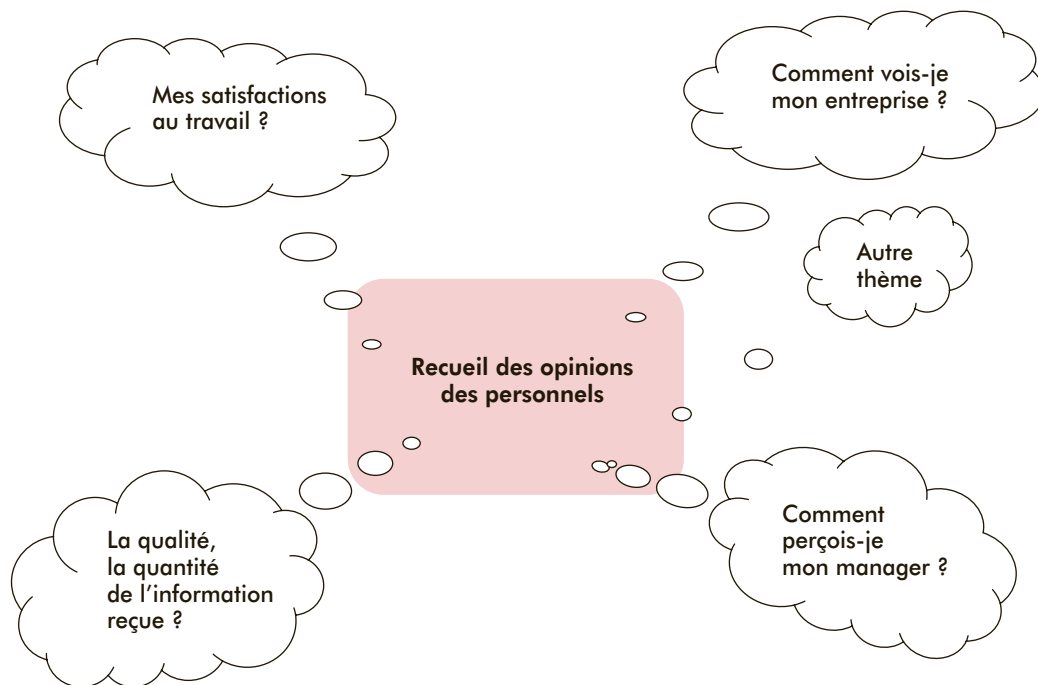 Mes satisfactions
au travail ?
Comment vois-je
mon entreprise ?
Autre
thème
Recueil des opinions
des personnels
La qualité,
la quantité
de l'information
reçue ?
Comment
perçois-je
mon manager ?